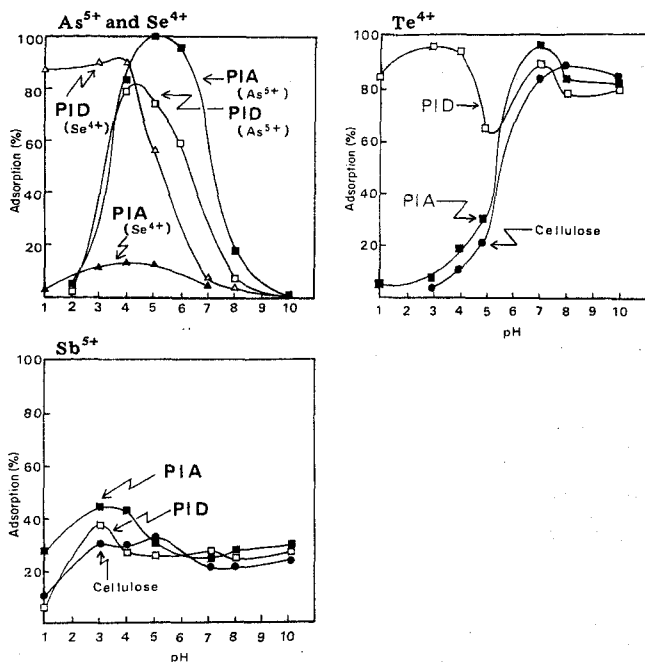 As⁵⁺ and Se⁴⁺
100
80
60
40
20
Adsorption (%)
PID
(Se⁴⁺)
PIA
(As⁵⁺)
PID
(As⁵⁺)
PIA
(Se⁴⁺)
1 2 3 4 5 6 7 8 9 10
Te⁴⁺
100
80
60
40
20
Adsorption (%)
PID
PIA
Cellulose
1 2 3 4 5 6 7 8 9 10
pH
Sb⁵⁺
100
80
60
40
20
Adsorption (%)
PIA
PID
Cellulose
1 2 3 4 5 6 7 8 9 10
pH